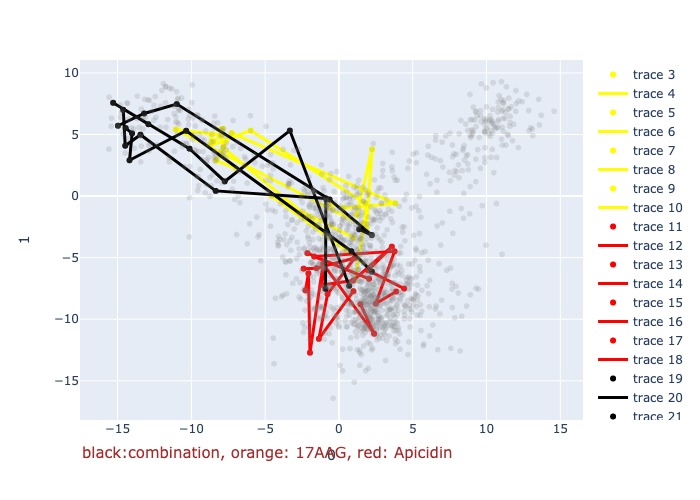 10
5
0
−5
−10
−15
−15
−10
−5
0
5
10
15
1
0
black:combination, orange: 17AAG, red: Apicidin
trace 3
trace 4
trace 5
trace 6
trace 7
trace 8
trace 9
trace 10
trace 11
trace 12
trace 13
trace 14
trace 15
trace 16
trace 17
trace 18
trace 19
trace 20
trace 21